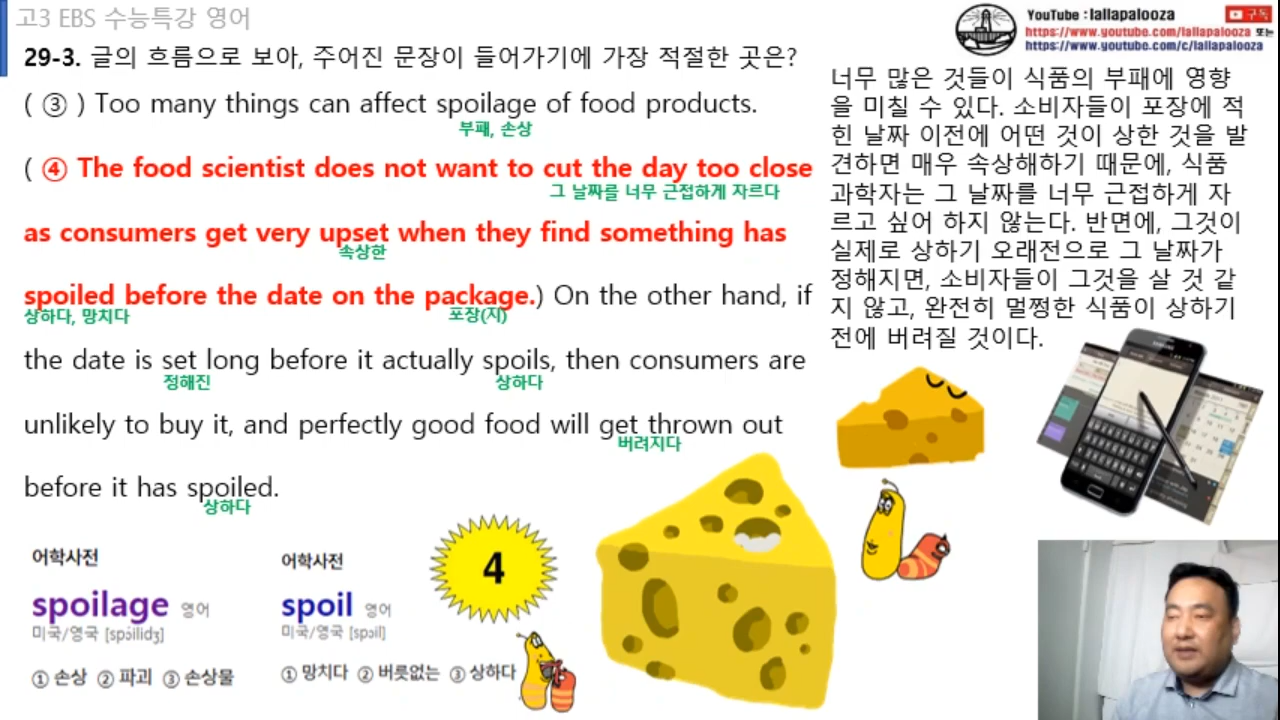 고3 EBS 수능특강 영어
YouTube : lallapalooza
구독
https://www.youtube.com/lallapalooza 또는
https://www.youtube.com/c/lallapalooza
29-3. 글의 흐름으로 보아, 주어진 문장이 들어가기에 가장 적절한 곳은?
( ③ ) Too many things can affect spoilage of food products.
부패, 손상
( ④ The food scientist does not want to cut the day too close
그 날짜를 너무 근접하게 자르다
as consumers get very upset when they find something has
속상한
spoiled before the date on the package.) On the other hand, if
상하다, 망치다
포장(지)
the date is set long before it actually spoils, then consumers are
정해진
상하다
unlikely to buy it, and perfectly good food will get thrown out
버려지다
before it has spoiled.
상하다
너무 많은 것들이 식품의 부패에 영향
을 미칠 수 있다. 소비자들이 포장에 적
힌 날짜 이전에 어떤 것이 상한 것을 발
견하면 매우 속상해하기 때문에, 식품
과학자는 그 날짜를 너무 근접하게 자
르고 싶어 하지 않는다. 반면에, 그것이
실제로 상하기 오래전으로 그 날짜가
정해지면, 소비자들이 그것을 살 것 같
지 않고, 완전히 멀쩡한 식품이 상하기
전에 버려질 것이다.
어학사전
spoilage 영어
미국/영국 [spɔ́ilidʒ]
① 손상 ② 파괴 ③ 손상물
어학사전
spoil 영어
미국/영국 [spɔil]
① 망치다 ② 버릇없는 ③ 상하다
4